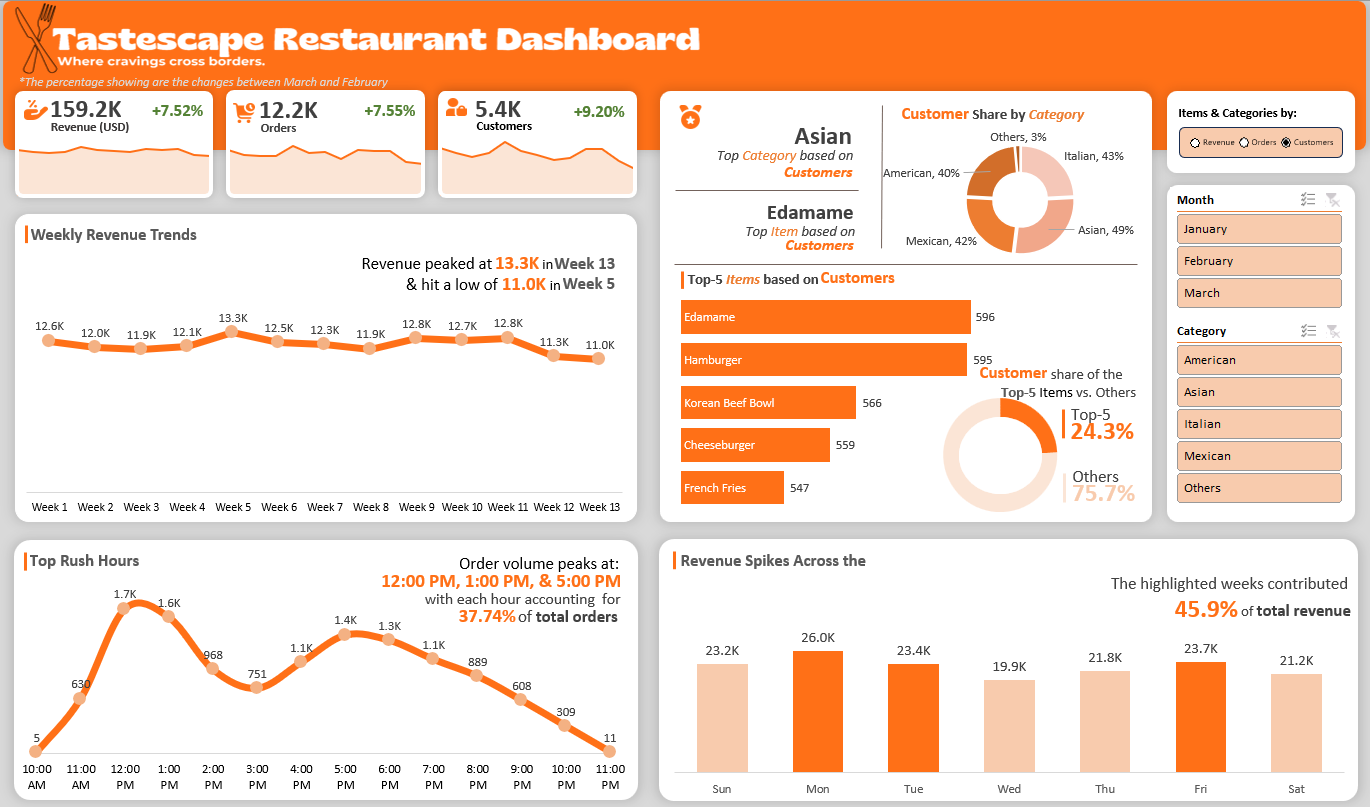 Tastescape Restaurant Dashboard
Where cravings cross borders.
*The percentage showing are the changes between March and February
159.2K +7.52%
Revenue (USD)
12.2K +7.55%
Orders
5.4K +9.20%
Customers
Weekly Revenue Trends
Revenue peaked at 13.3K in Week 13
& hit a low of 11.0K in Week 5
12.6K 12.0K 11.9K 12.1K 13.3K 12.5K 12.3K 11.9K 12.8K 12.7K 12.8K 11.3K 11.0K
Week 1 Week 2 Week 3 Week 4 Week 5 Week 6 Week 7 Week 8 Week 9 Week 10 Week 11 Week 12 Week 13
Asian
Top Category based on
Customers
Edamame
Top Item based on
Customers
Customer Share by Category
Others, 3%
Italian, 43%
American, 40%
Asian, 49%
Mexican, 42%
Top-5 Items based on Customers
Edamame 596
Hamburger 595
Korean Beef Bowl 566
Cheeseburger 559
French Fries 547
Customer share of the
Top-5 Items vs. Others
Top-5
24.3%
Others
75.7%
Items & Categories by:
Revenue Orders Customers
Month
January
February
March
Category
American
Asian
Italian
Mexican
Others
Top Rush Hours
Order volume peaks at:
12:00 PM, 1:00 PM, & 5:00 PM
with each hour accounting for
37.74% of total orders
5 630 1.7K 1.6K 968 751 1.1K 1.4K 1.3K 1.1K 889 608 309 11
10:00 11:00 12:00 1:00 2:00 3:00 4:00 5:00 6:00 7:00 8:00 9:00 10:00 11:00
AM AM PM PM PM PM PM PM PM PM PM PM PM PM
Revenue Spikes Across the
The highlighted weeks contributed
45.9% of total revenue
23.2K 26.0K 23.4K 19.9K 21.8K 23.7K 21.2K
Sun Mon Tue Wed Thu Fri Sat